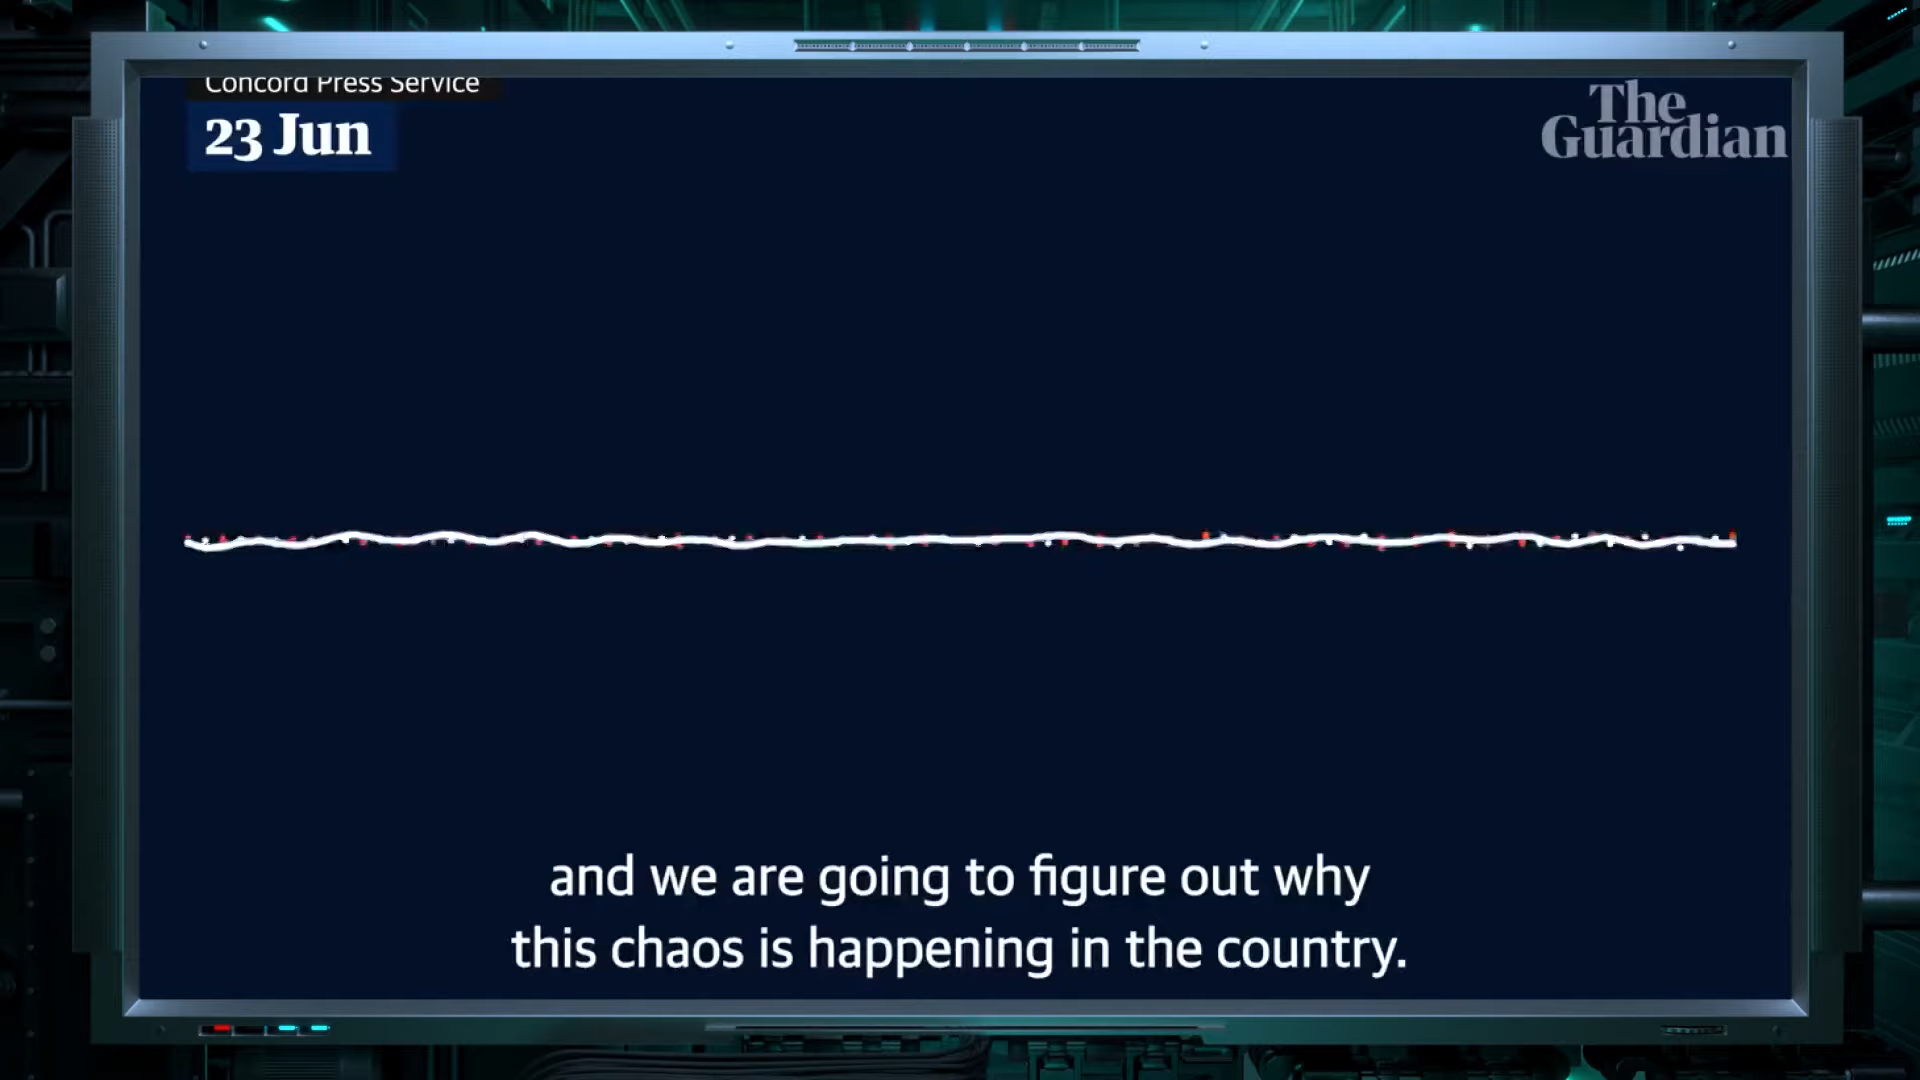 Concord Press Service
23 Jun
The
Guardian
and we are going to figure out why
this chaos is happening in the country.